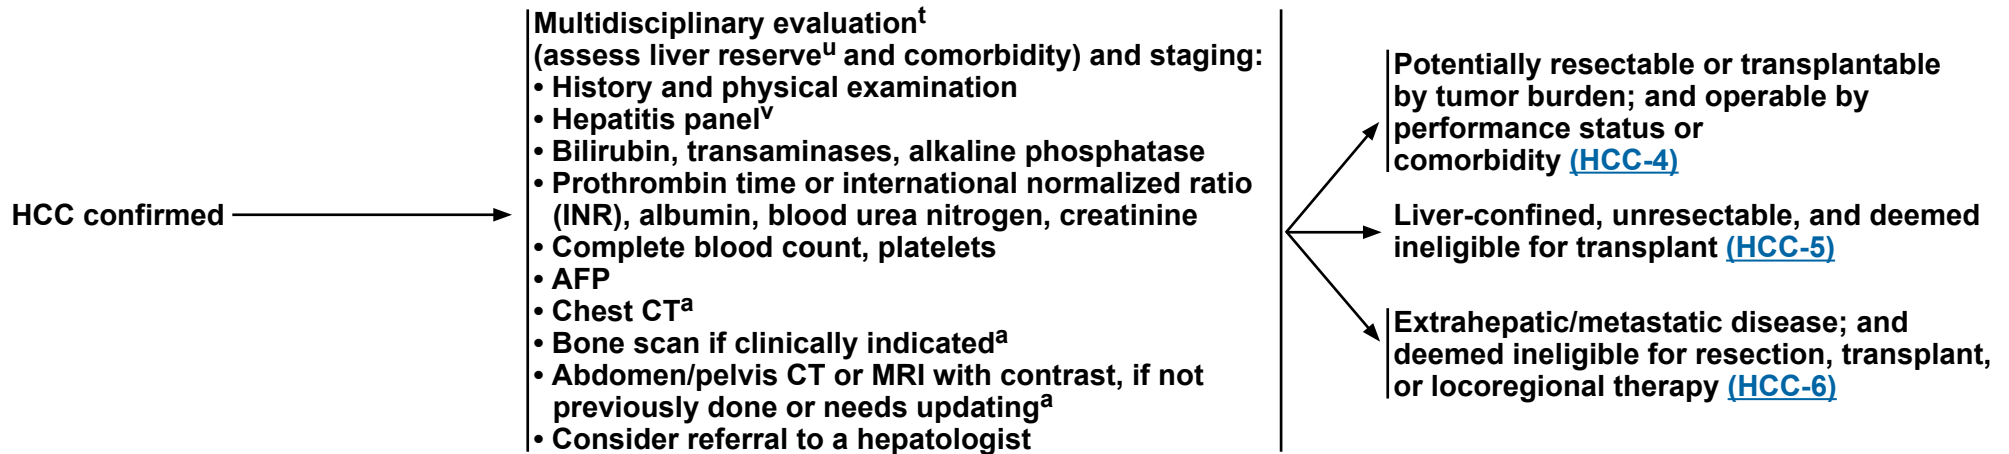 HCC confirmed
Multidisciplinary evaluationᵗ
(assess liver reserveᵘ and comorbidity) and staging:
• History and physical examination
• Hepatitis panelᵛ
• Bilirubin, transaminases, alkaline phosphatase
• Prothrombin time or international normalized ratio
(INR), albumin, blood urea nitrogen, creatinine
• Complete blood count, platelets
• AFP
• Chest CTᵃ
• Bone scan if clinically indicatedᵃ
• Abdomen/pelvis CT or MRI with contrast, if not
previously done or needs updatingᵃ
• Consider referral to a hepatologist
Potentially resectable or transplantable
by tumor burden; and operable by
performance status or
comorbidity (HCC-4)
Liver-confined, unresectable, and deemed
ineligible for transplant (HCC-5)
Extrahepatic/metastatic disease; and
deemed ineligible for resection, transplant,
or locoregional therapy (HCC-6)